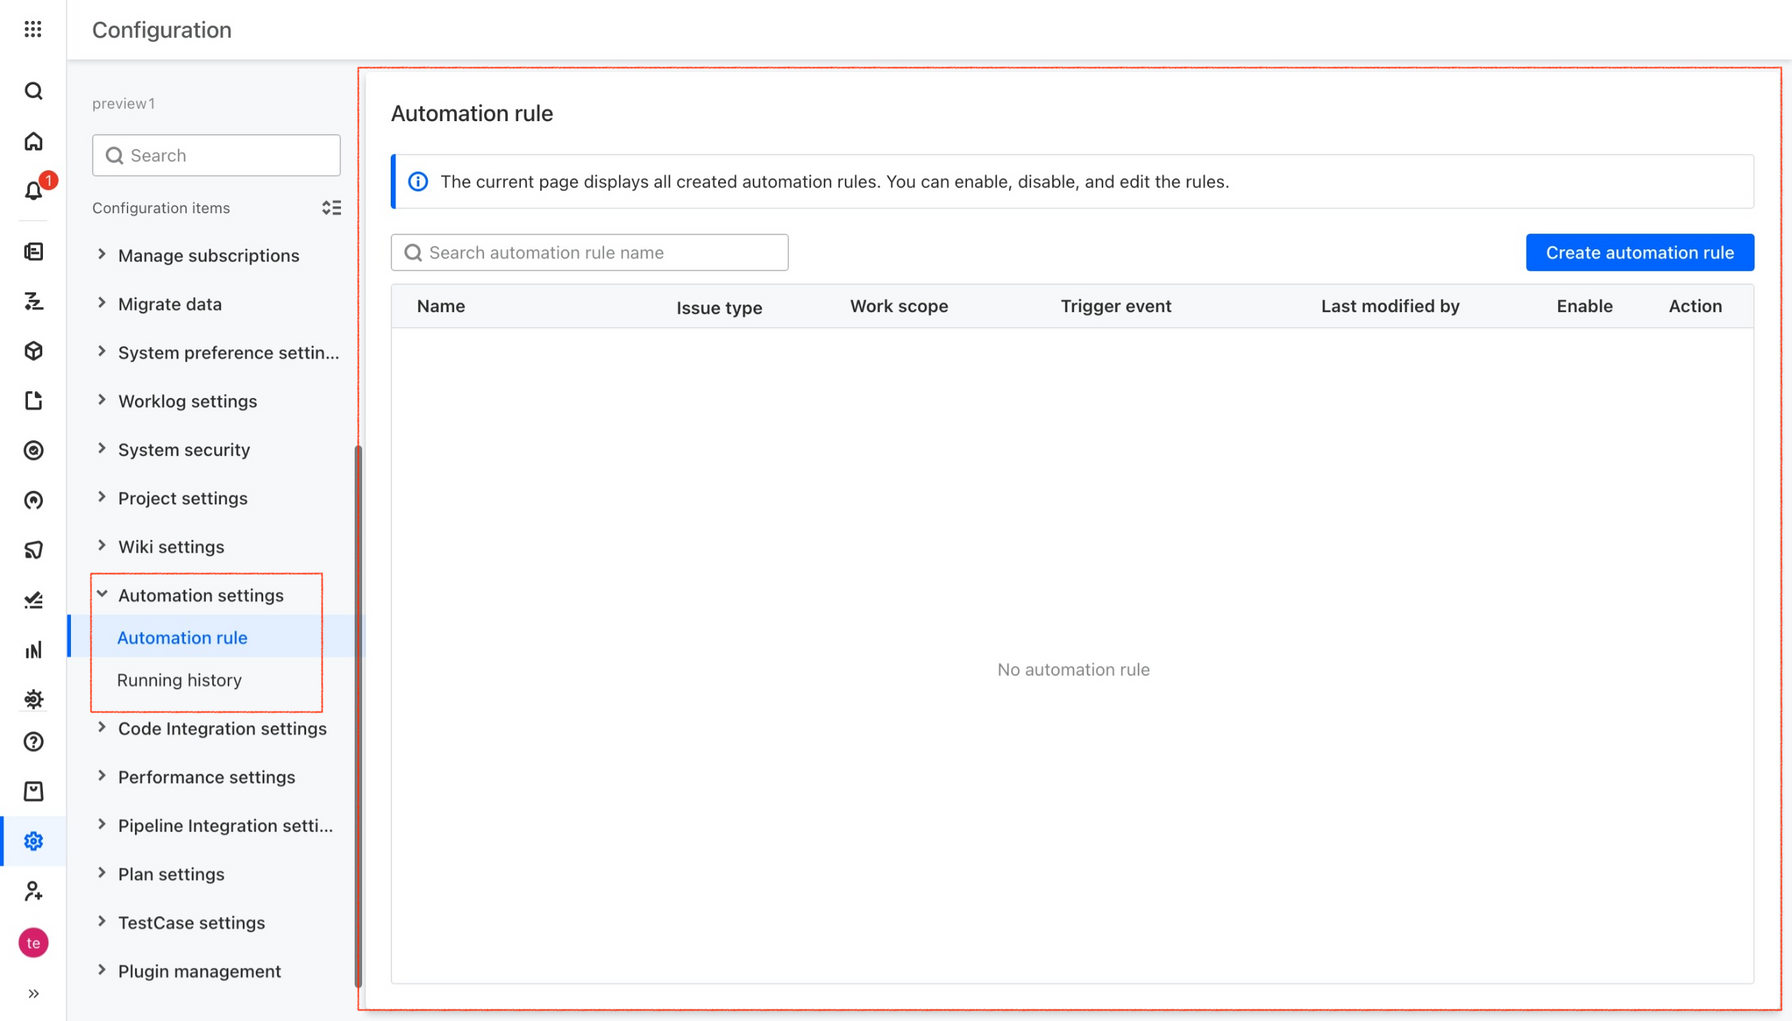 Configuration
preview1
Search
Configuration items
Manage subscriptions
Migrate data
System preference settin...
Worklog settings
System security
Project settings
Wiki settings
Automation settings
Automation rule
Running history
Code Integration settings
Performance settings
Pipeline Integration setti...
Plan settings
TestCase settings
Plugin management
1
te
Automation rule
The current page displays all created automation rules. You can enable, disable, and edit the rules.
Search automation rule name
Create automation rule
Name Issue type Work scope Trigger event Last modified by Enable Action
No automation rule